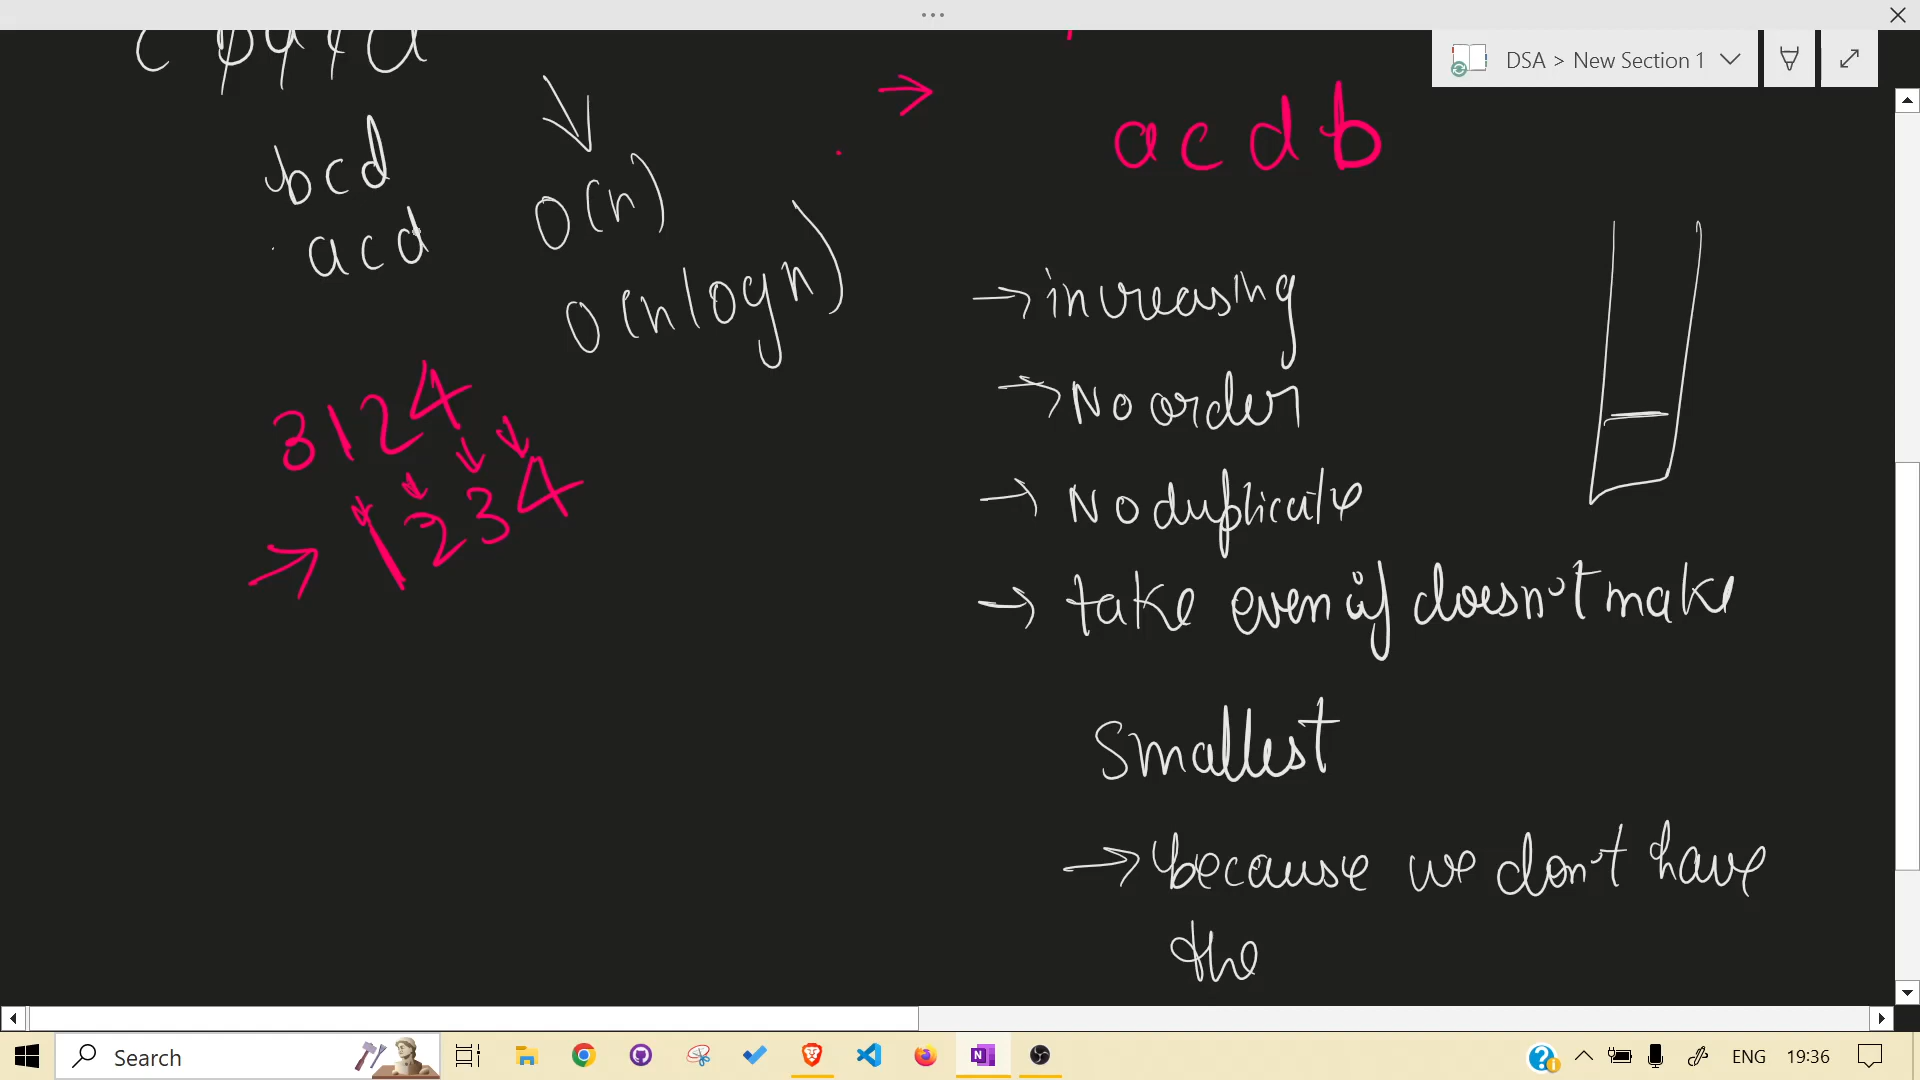 DSA > New Section 1
acdb
bcd
acd
O(n)
O(nlogn)
3124
→ 1234
→ increasing
→ No order
→ No duplicate
→ take even if doesn't make
smallest
→ because we don't have
the
Search
ENG
19:36